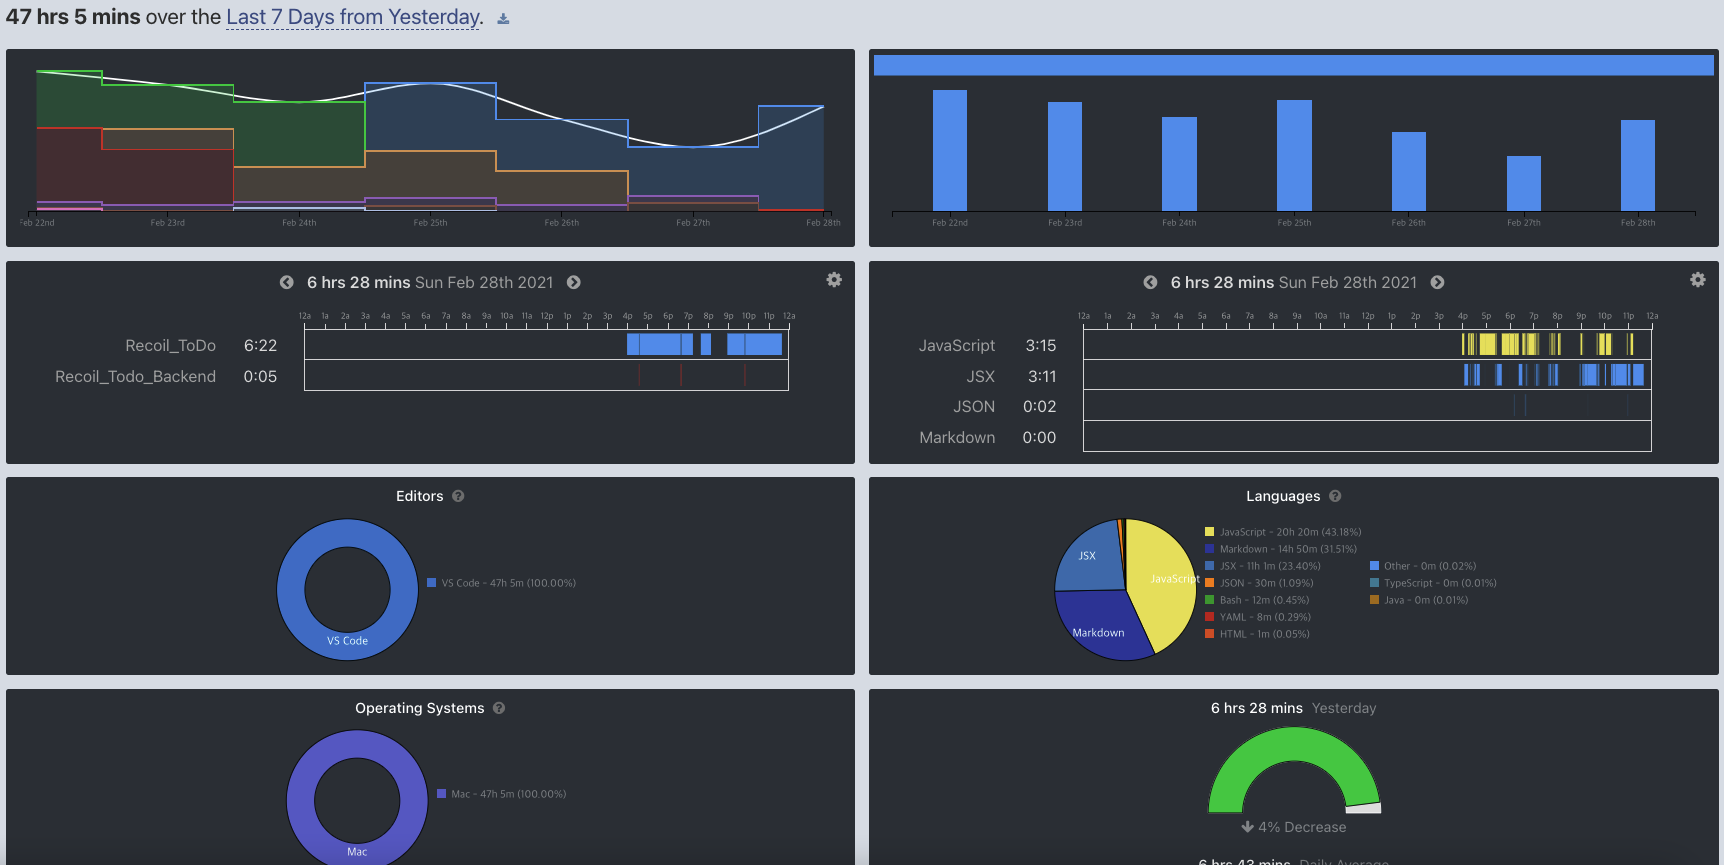 47 hrs 5 mins over the Last 7 Days from Yesterday.
Feb 22nd Feb 23rd Feb 24th Feb 25th Feb 26th Feb 27th Feb 28th
Feb 22nd Feb 23rd Feb 24th Feb 25th Feb 26th Feb 27th Feb 28th
6 hrs 28 mins Sun Feb 28th 2021
12a 1a 2a 3a 4a 5a 6a 7a 8a 9a 10a 11a 12p 1p 2p 3p 4p 5p 6p 7p 8p 9p 10p 11p 12a
Recoil_ToDo 6:22
Recoil_Todo_Backend 0:05
6 hrs 28 mins Sun Feb 28th 2021
12a 1a 2a 3a 4a 5a 6a 7a 8a 9a 10a 11a 12p 1p 2p 3p 4p 5p 6p 7p 8p 9p 10p 11p 12a
JavaScript 3:15
JSX 3:11
JSON 0:02
Markdown 0:00
Editors ?
VS Code - 47h 5m (100.00%)
VS Code
Languages ?
JSX
JavaScript
Markdown
JavaScript - 20h 20m (43.18%)
Markdown - 14h 50m (31.51%)
JSX - 11h 1m (23.40%)
JSON - 30m (1.09%)
Bash - 12m (0.45%)
YAML - 8m (0.29%)
HTML - 1m (0.05%)
Other - 0m (0.02%)
TypeScript - 0m (0.01%)
Java - 0m (0.01%)
Operating Systems ?
Mac - 47h 5m (100.00%)
Mac
6 hrs 28 mins Yesterday
4% Decrease
6 hrs 43 mins Daily Average